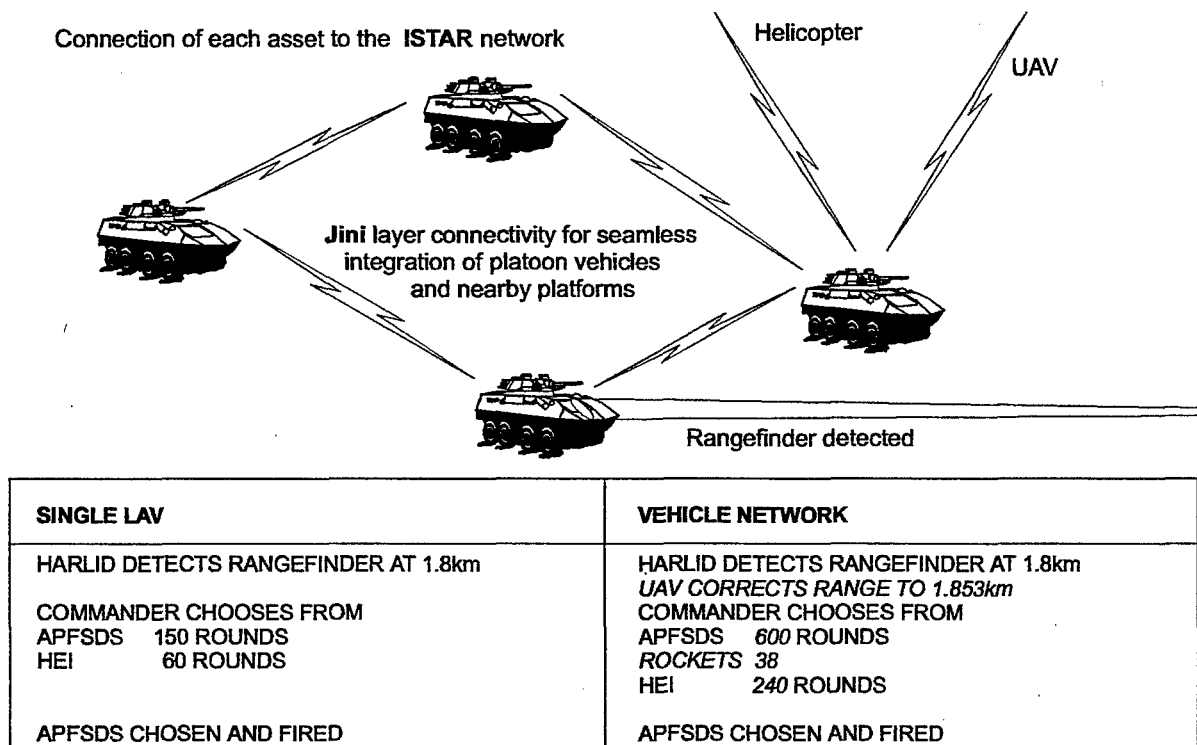 Connection of each asset to the ISTAR network
Helicopter
UAV
Jini layer connectivity for seamless
integration of platoon vehicles
and nearby platforms
Rangefinder detected
SINGLE LAV
HARLID DETECTS RANGEFINDER AT 1.8km
COMMANDER CHOOSES FROM
APFSDS 150 ROUNDS
HEI 60 ROUNDS
APFSDS CHOSEN AND FIRED
VEHICLE NETWORK
HARLID DETECTS RANGEFINDER AT 1.8km
UAV CORRECTS RANGE TO 1.853km
COMMANDER CHOOSES FROM
APFSDS 600 ROUNDS
ROCKETS 38
HEI 240 ROUNDS
APFSDS CHOSEN AND FIRED